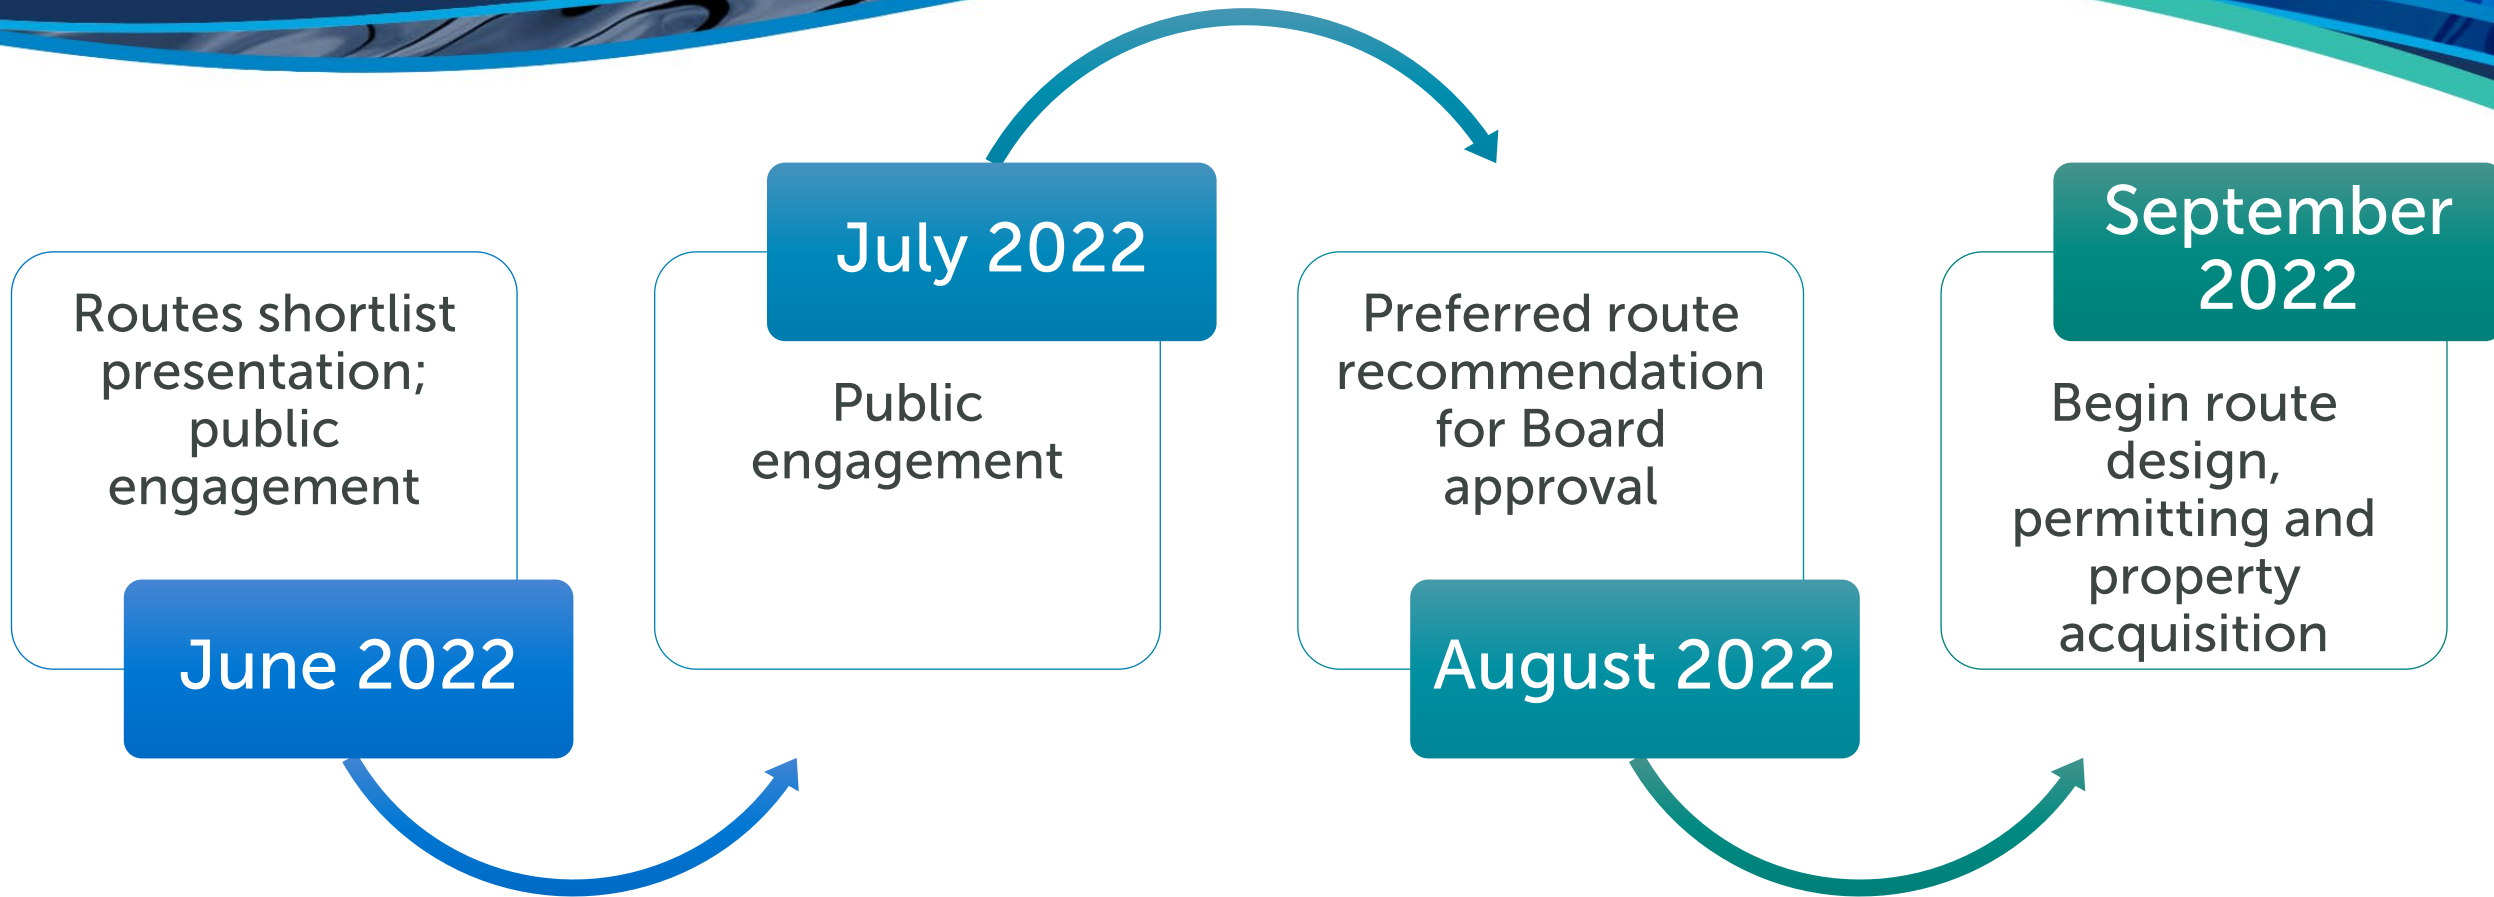 Routes shortlist
presentation;
public
engagement
June 2022
July 2022
Public
engagement
Preferred route
recommendation
for Board
approval
August 2022
September
2022
Begin route
design,
permitting and
property
acquisition